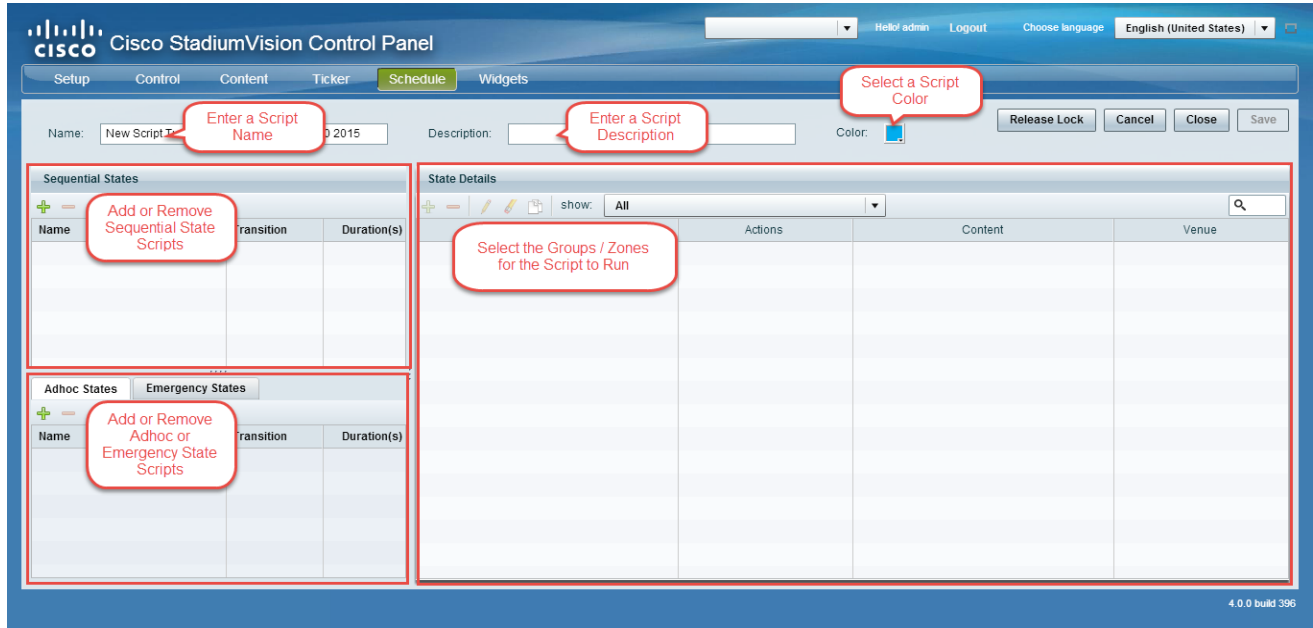 CISCO Cisco StadiumVision Control Panel
Hello! admin Logout Choose language English (United States)
Setup Control Content Ticker Schedule Widgets
Name: New Script 2015
Enter a Script
Name
Description:
Enter a Script
Description
Color:
Select a Script
Color
Release Lock Cancel Close Save
Sequential States
Name Transition Duration(s)
Add or Remove
Sequential State
Scripts
Adhoc States Emergency States
Name Transition Duration(s)
Add or Remove
Adhoc or
Emergency State
Scripts
State Details
show: All
Actions Content Venue
Select the Groups / Zones
for the Script to Run
4.0.0 build 396